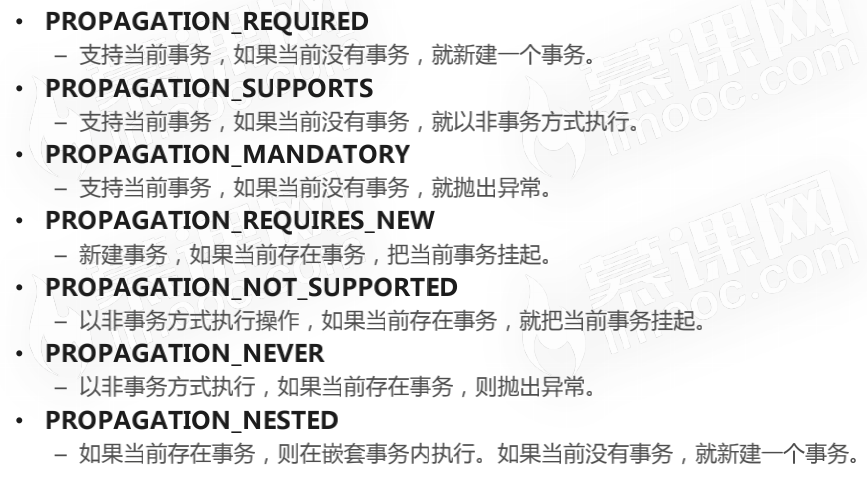 • PROPAGATION_REQUIRED
– 支持当前事务，如果当前没有事务，就新建一个事务。
• PROPAGATION_SUPPORTS
– 支持当前事务，如果当前没有事务，就以非事务方式执行。
• PROPAGATION_MANDATORY
– 支持当前事务，如果当前没有事务，就抛出异常。
• PROPAGATION_REQUIRES_NEW
– 新建事务，如果当前存在事务，把当前事务挂起。
• PROPAGATION_NOT_SUPPORTED
– 以非事务方式执行操作，如果当前存在事务，就把当前事务挂起。
• PROPAGATION_NEVER
– 以非事务方式执行，如果当前存在事务，则抛出异常。
• PROPAGATION_NESTED
– 如果当前存在事务，则在嵌套事务内执行。如果当前没有事务，就新建一个事务。
慕课网
imooc.com
慕课网
imooc.com